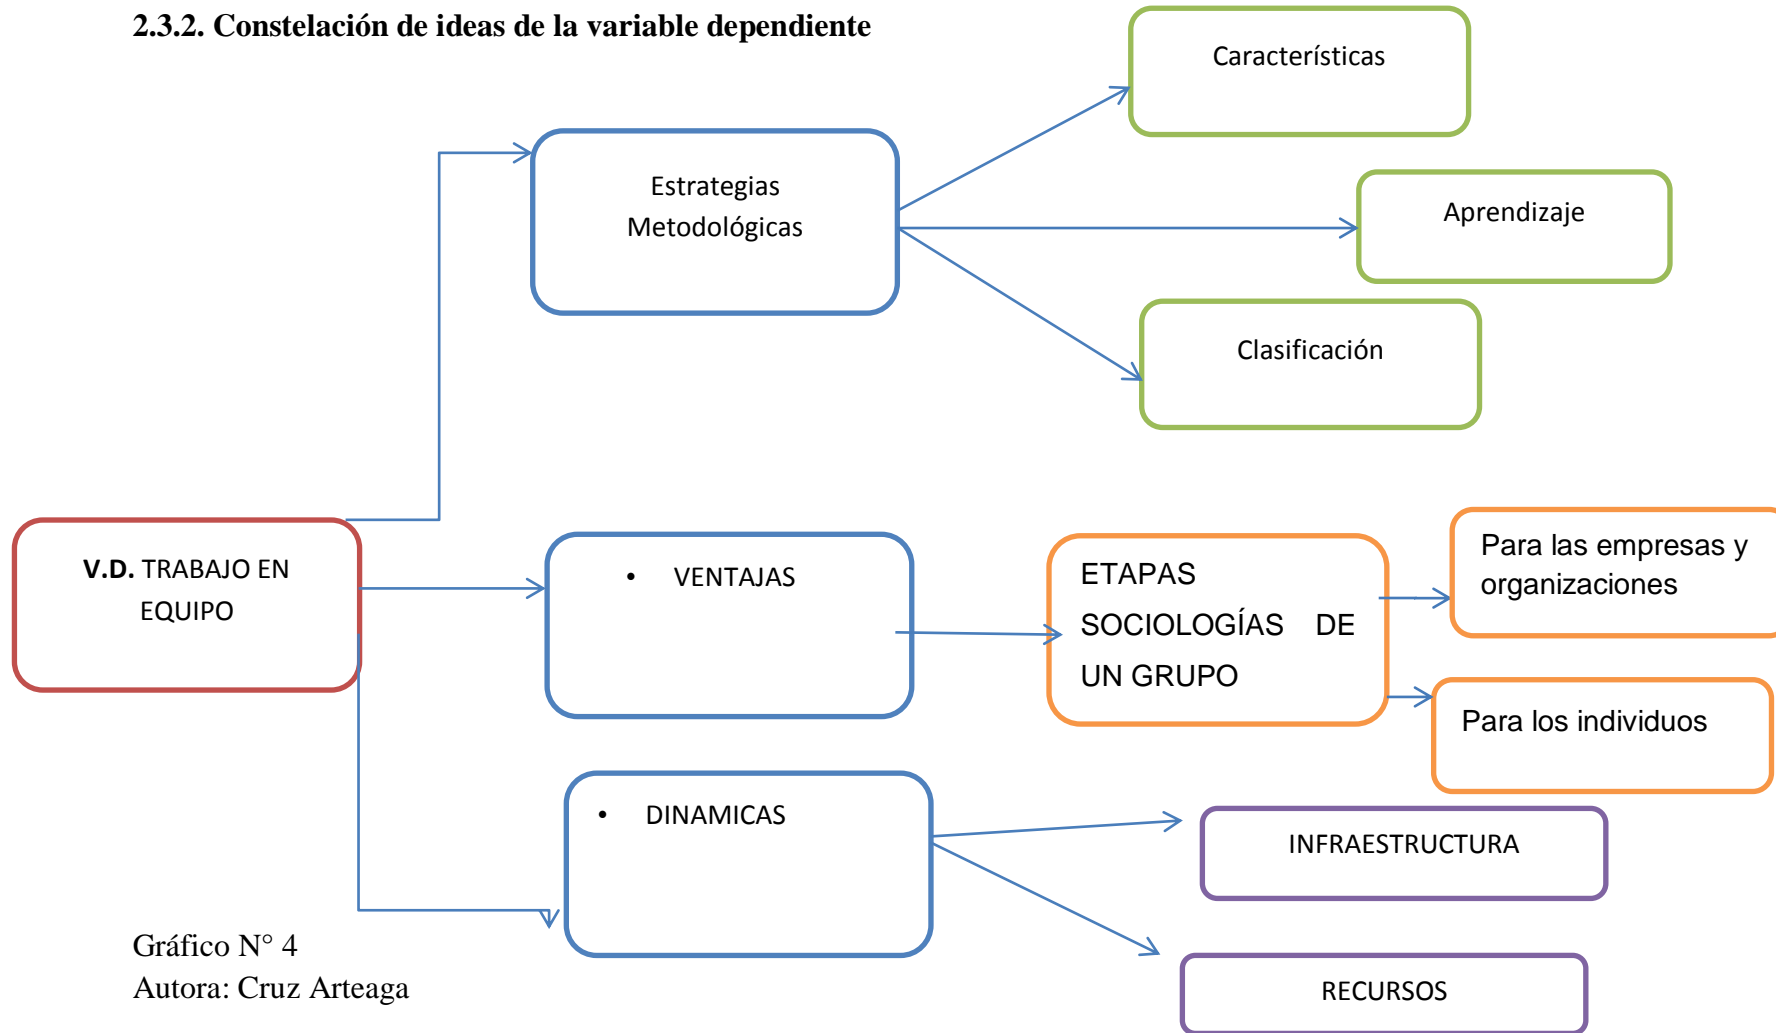 2.3.2. Constelación de ideas de la variable dependiente
Característícas
Estrategias
Metodológicas
Aprendizaje
Clasificación
V.D. TRABAJO EN
EQUIPO
• VENTAJAS
ETAPAS
SOCIOLOGÍAS DE
UN GRUPO
Para las empresas y
organizaciones
Para los individuos
• DINAMICAS
INFRAESTRUCTURA
RECURSOS
Gráfico N° 4
Autora: Cruz Arteaga